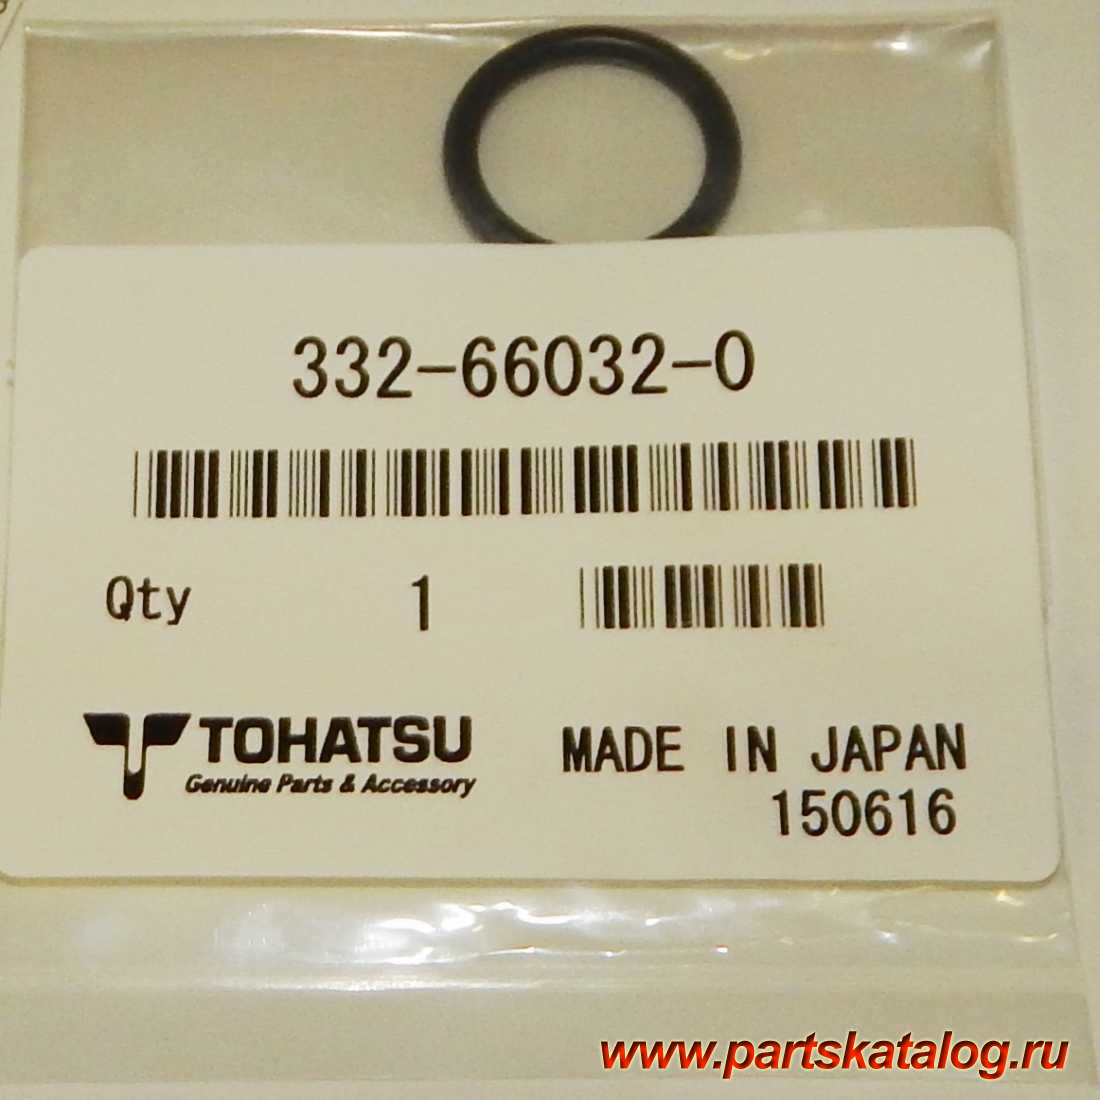 332-66032-0
Qty 1
TOHATSU
Genuine Parts & Accessory
MADE IN JAPAN
150616
www.partskatalog.ru